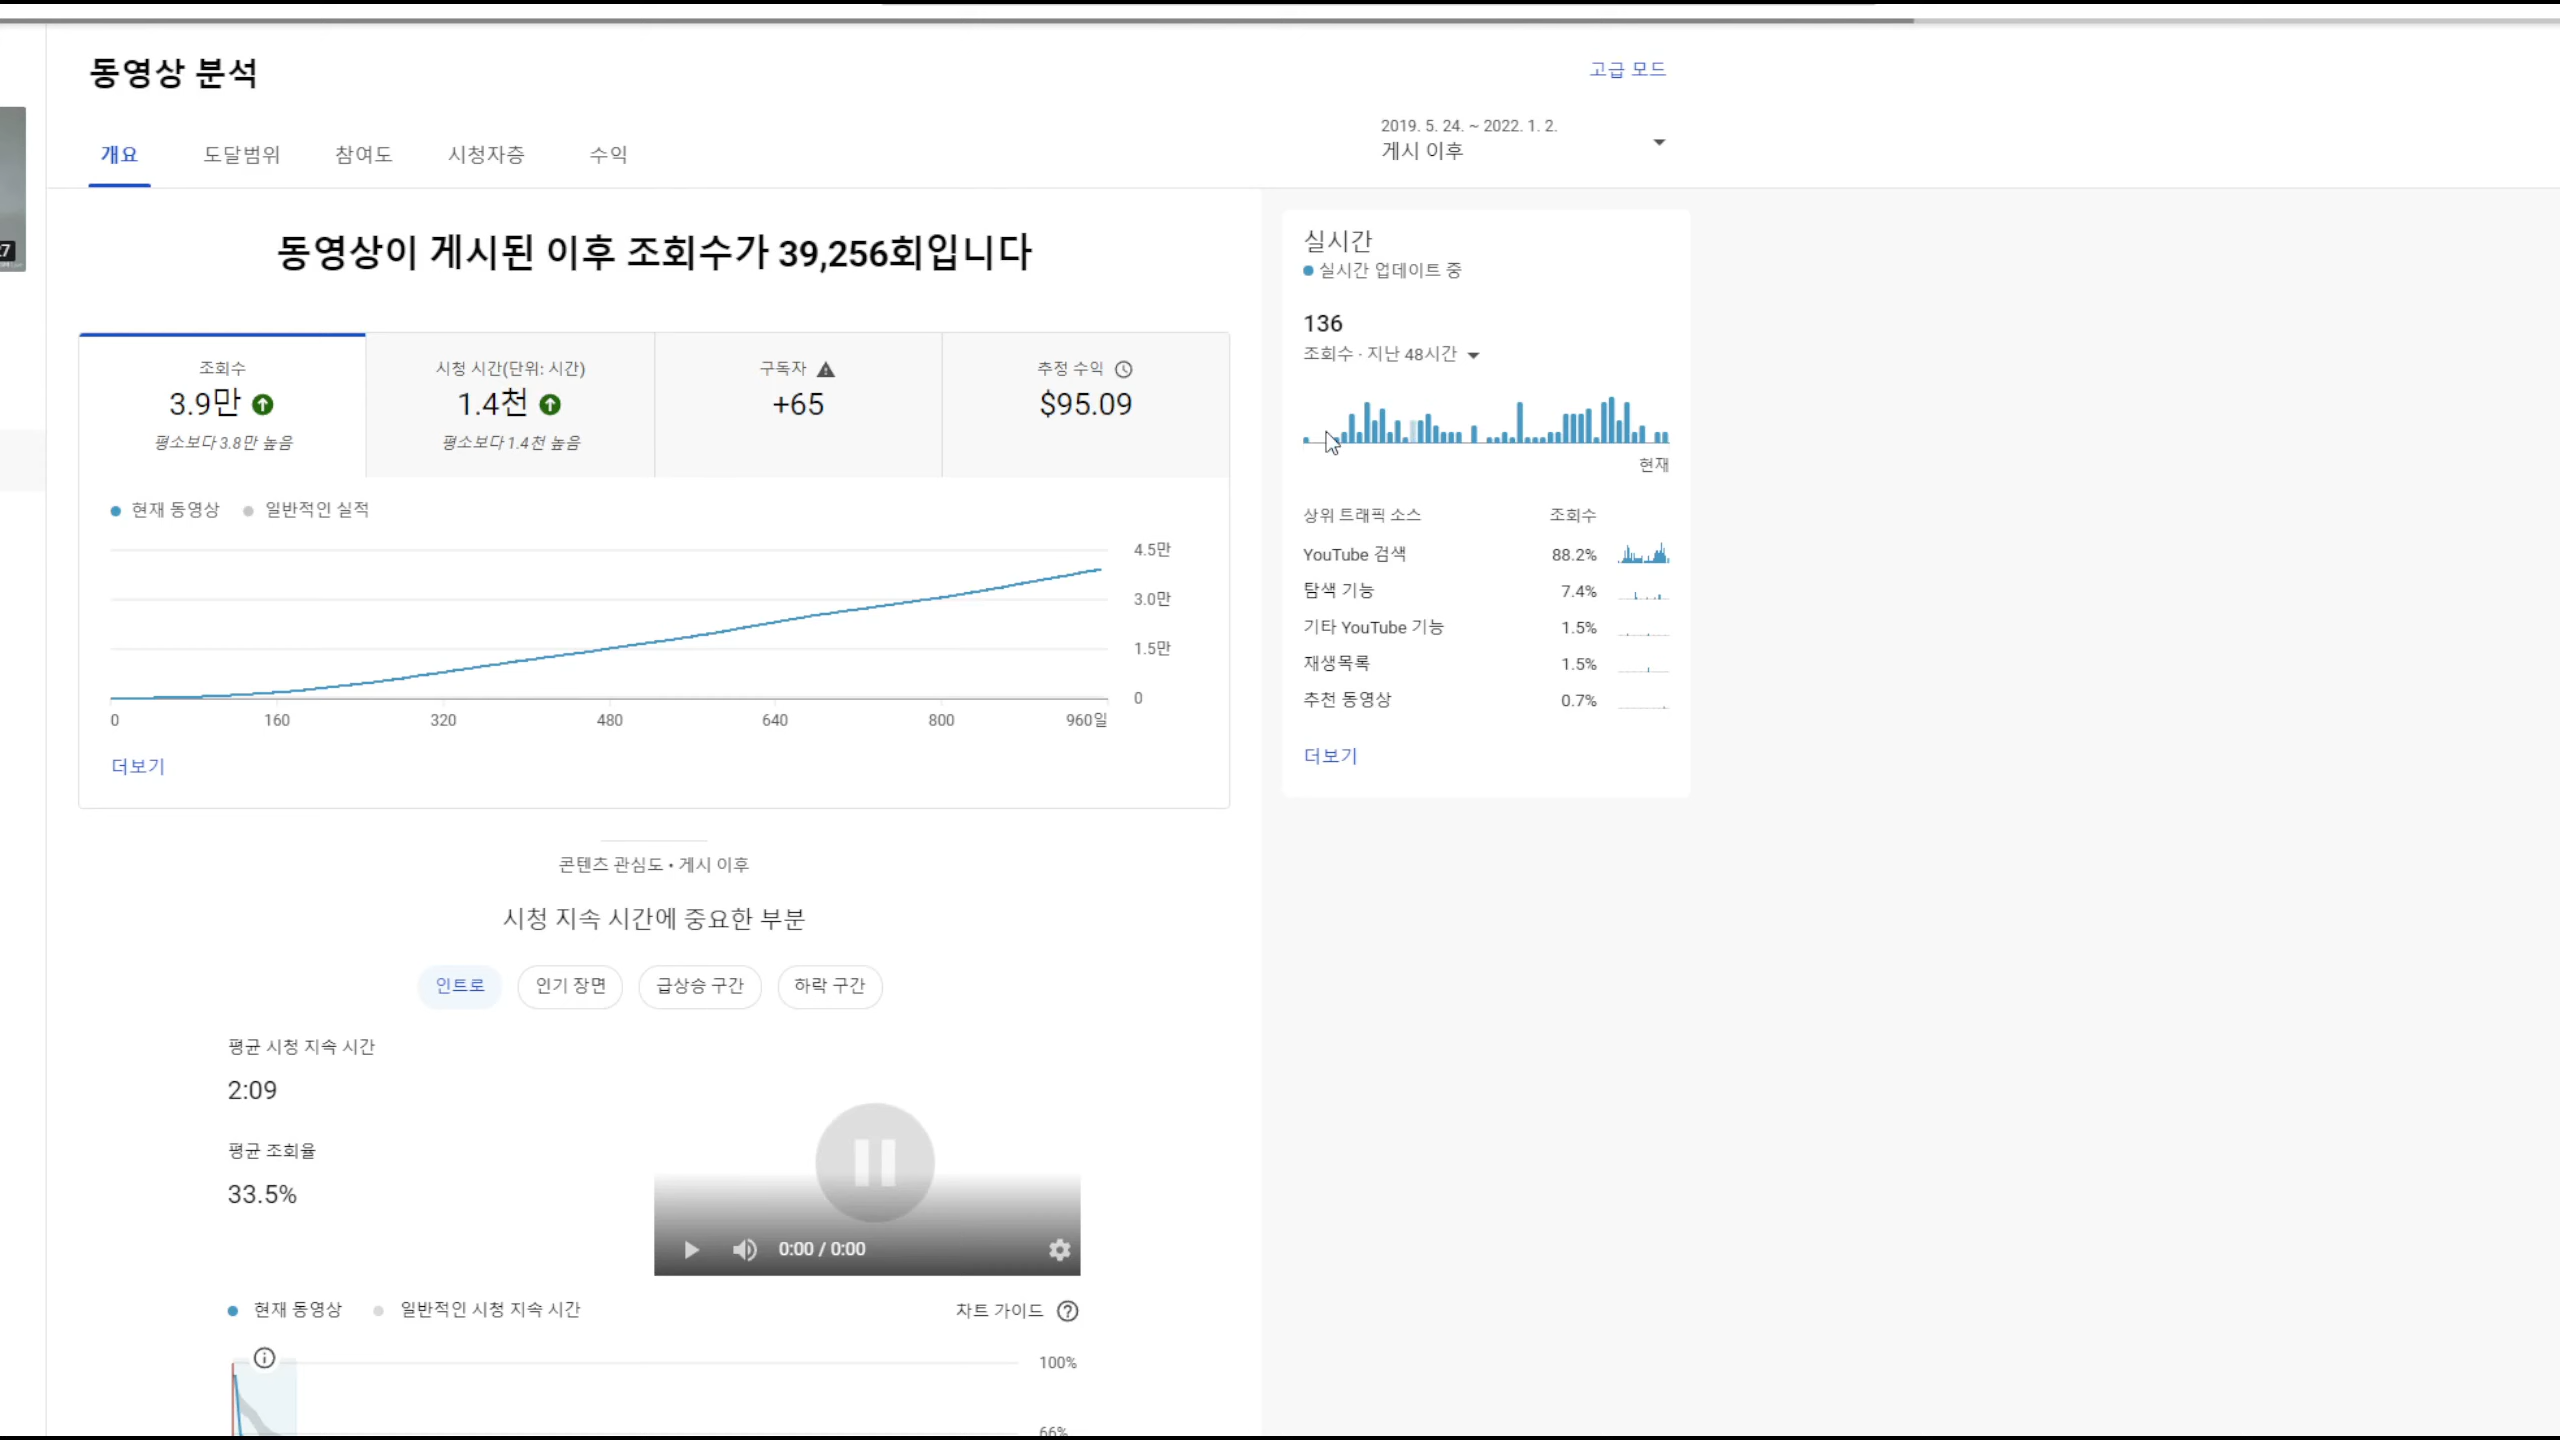 동영상 분석
고급 모드
개요 도달범위 참여도 시청자층 수익
2019. 5. 24. ~ 2022. 1. 2.
게시 이후
동영상이 게시된 이후 조회수가 39,256회입니다
조회수
3.9만
평소보다 3.8만 높음
시청 시간(단위: 시간)
1.4천
평소보다 1.4천 높음
구독자
+65
추정 수익
$95.09
현재 동영상 일반적인 실적
4.5만
3.0만
1.5만
0
0 160 320 480 640 800 960일
더보기
실시간
실시간 업데이트 중
136
조회수 · 지난 48시간
현재
상위 트래픽 소스 조회수
YouTube 검색 88.2%
탐색 기능 7.4%
기타 YouTube 기능 1.5%
재생목록 1.5%
추천 동영상 0.7%
더보기
콘텐츠 관심도 • 게시 이후
시청 지속 시간에 중요한 부분
인트로 인기 장면 급상승 구간 하락 구간
평균 시청 지속 시간
2:09
평균 조회율
33.5%
0:00 / 0:00
현재 동영상 일반적인 시청 지속 시간 차트 가이드
100%
66%